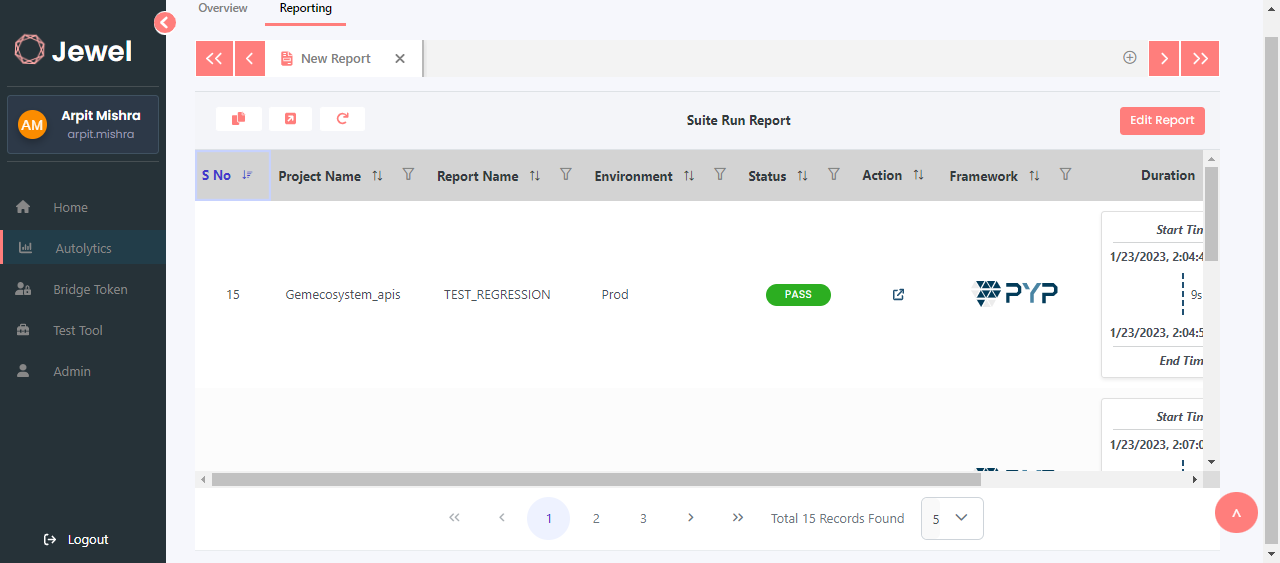 Overview Reporting
Jewel
New Report
AM Arpit Mishra
arpit.mishra
Suite Run Report
Edit Report
S No Project Name Report Name Environment Status Action Framework Duration
Home
Autolytics
Bridge Token
Test Tool
Admin
Logout
Start Tim
1/23/2023, 2:04:4
15 Gemecosystem_apis TEST_REGRESSION Prod PASS PYP 9s
1/23/2023, 2:04:5
End Tim
Start Tim
1/23/2023, 2:07:0
1 2 3 Total 15 Records Found 5